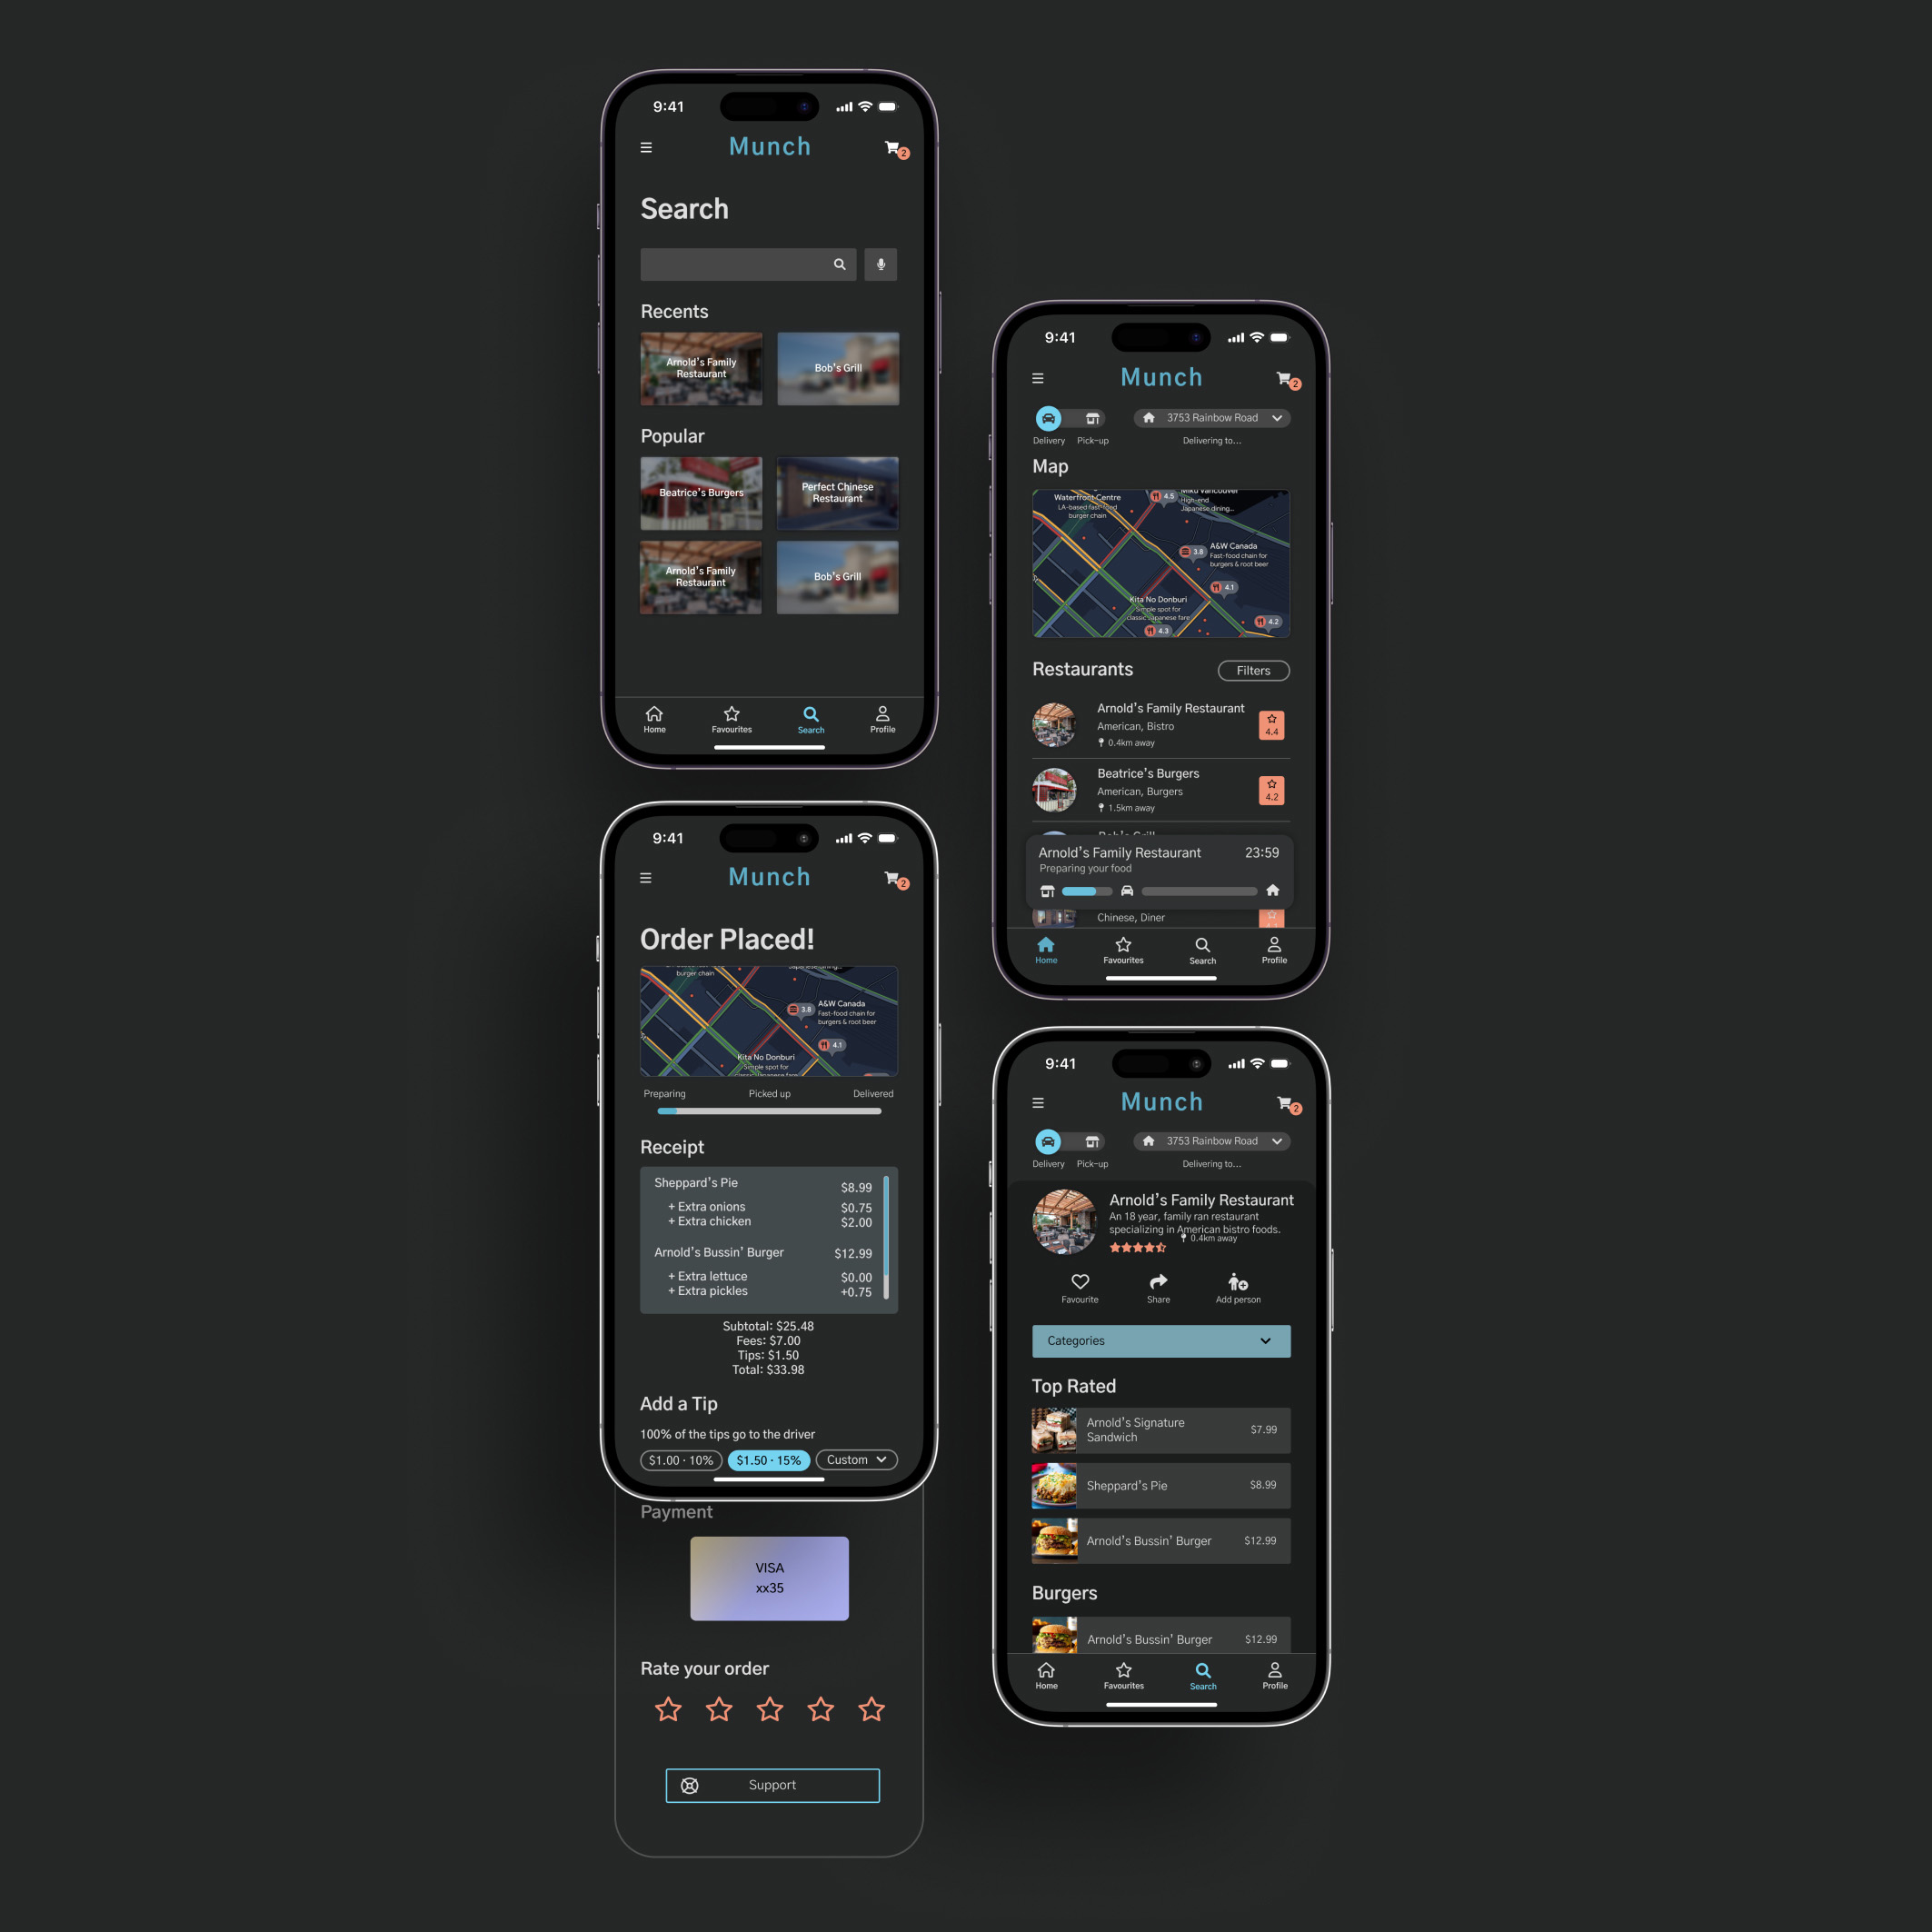 9:41
Munch
2
Search
Recents
Arnold's Family
Restaurant
Bob's Grill
Popular
Beatrice's Burgers
Perfect Chinese
Restaurant
Arnold's Family
Restaurant
Bob's Grill
Home
Favourites
Search
Profile
9:41
Munch
2
Delivery
Pick-up
3753 Rainbow Road
Delivering to...
Map
Waterfront Centre
LA-based fast-food
burger chain
4.5
Miku Vancouver
High-end
Japanese dining...
3.8
A&W Canada
Fast-food chain for
burgers & root beer
4.1
Kita No Donburi
Simple spot for
classic Japanese fare
4.3
4.2
Restaurants
Filters
Arnold's Family Restaurant
American, Bistro
0.4km away
4.4
Beatrice's Burgers
American, Burgers
1.5km away
4.2
Bob's Grill
Arnold's Family Restaurant
23:59
Preparing your food
Chinese, Diner
Home
Favourites
Search
Profile
9:41
Munch
2
Order Placed!
burger chain
Japanese dining...
3.8
A&W Canada
Fast-food chain for
burgers & root beer
4.1
Kita No Donburi
Simple spot for
classic Japanese fare
Preparing
Picked up
Delivered
Receipt
Sheppard's Pie
$8.99
+ Extra onions
$0.75
+ Extra chicken
$2.00
Arnold's Bussin' Burger
$12.99
+ Extra lettuce
$0.00
+ Extra pickles
+0.75
Subtotal: $25.48
Fees: $7.00
Tips: $1.50
Total: $33.98
Add a Tip
100% of the tips go to the driver
$1.00 · 10%
$1.50 · 15%
Custom
Payment
VISA
xx35
Rate your order
Support
9:41
Munch
2
Delivery
Pick-up
3753 Rainbow Road
Delivering to...
Arnold's Family Restaurant
An 18 year, family ran restaurant
specializing in American bistro foods.
0.4km away
Favourite
Share
Add person
Categories
Top Rated
Arnold's Signature
Sandwich
$7.99
Sheppard's Pie
$8.99
Arnold's Bussin' Burger
$12.99
Burgers
Arnold's Bussin' Burger
$12.99
Home
Favourites
Search
Profile